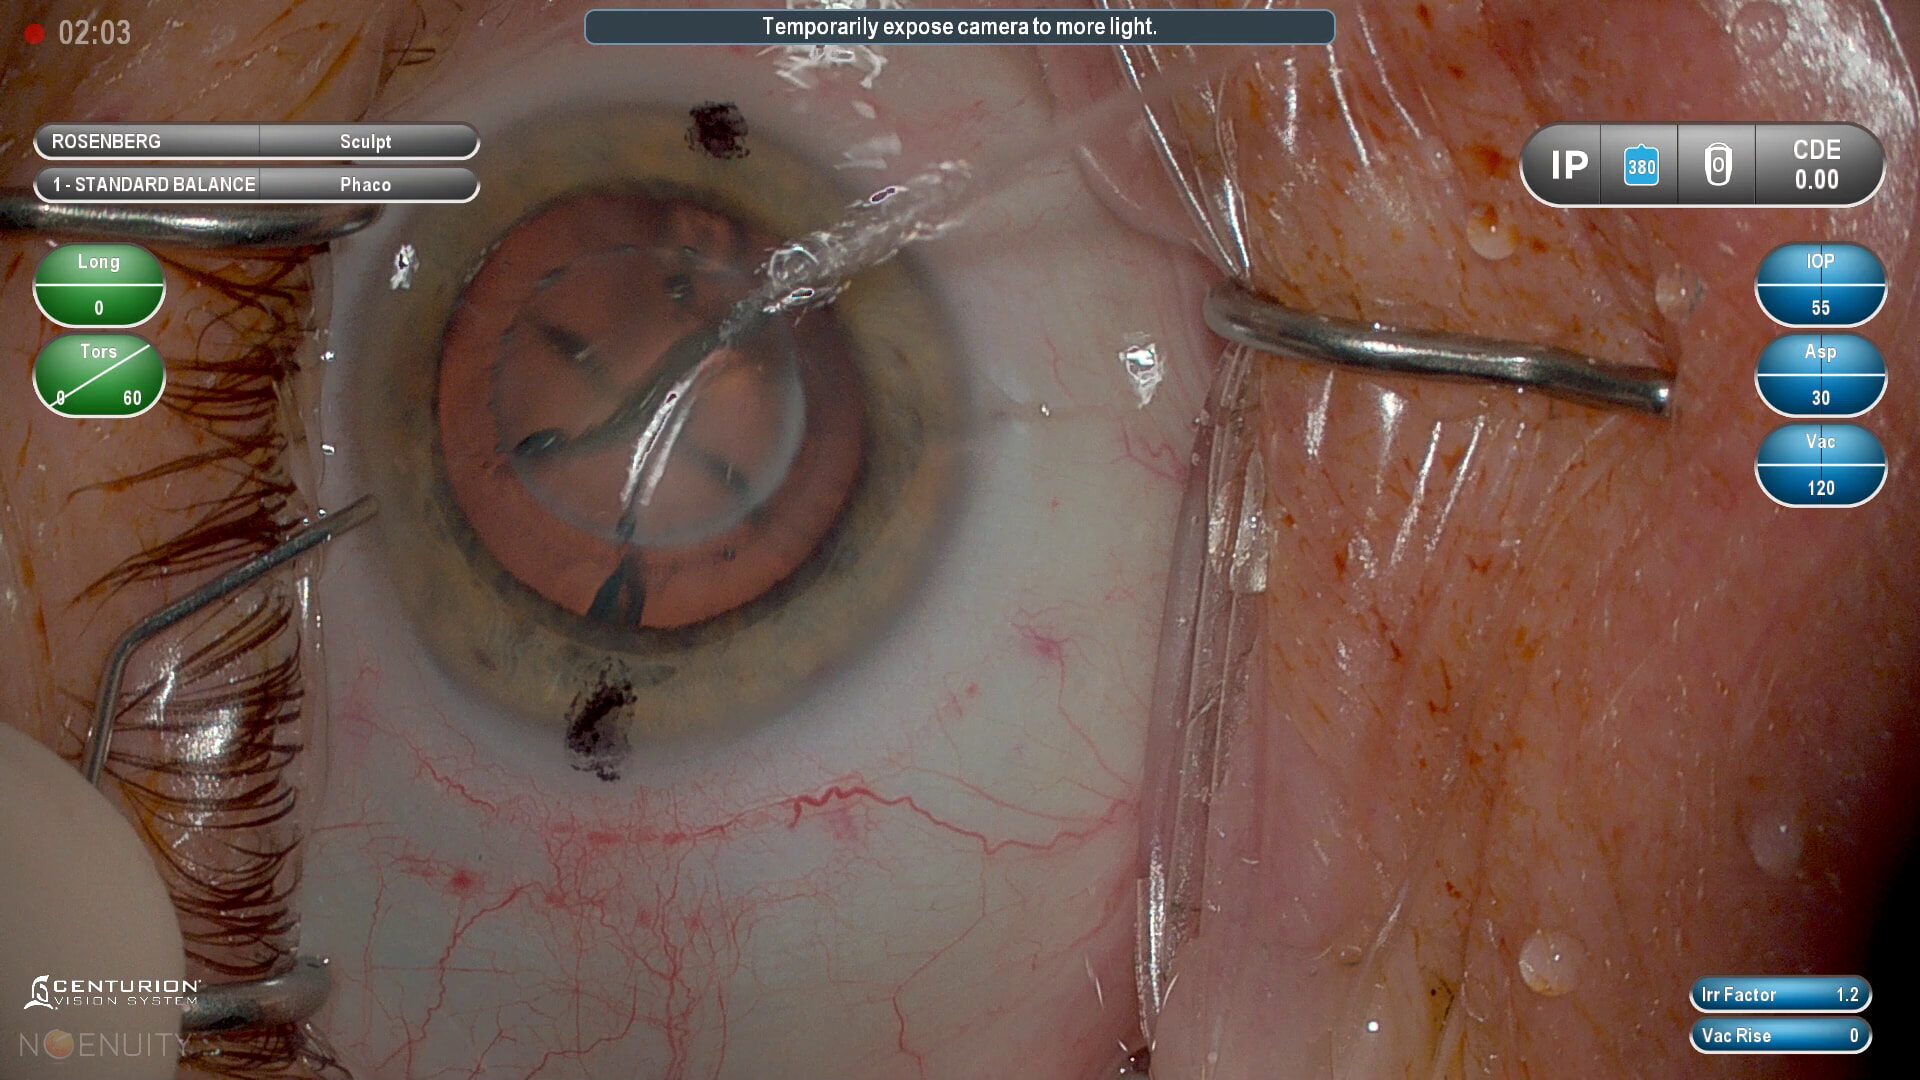 02:03
Temporarily expose camera to more light.
ROSENBERG Sculpt
1 - STANDARD BALANCE Phaco
IP 380 0 CDE
0.00
Long
0
Tors
0 60
IOP
55
Asp
30
Vac
120
CENTURION
VISION SYSTEM
NGENUITY
Irr Factor 1.2
Vac Rise 0